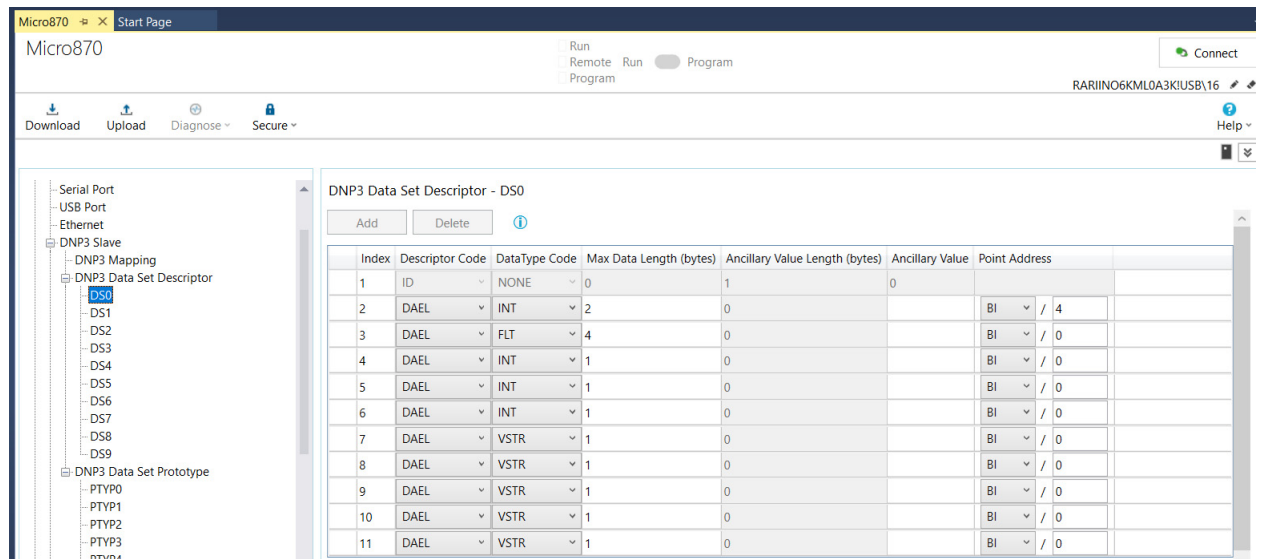 Micro870 Start Page
Micro870
Run
Remote Run Program
Program
Connect
RARIINO6KML0A3K!USB\16
Download Upload Diagnose Secure
Help
Serial Port
USB Port
Ethernet
DNP3 Slave
DNP3 Mapping
DNP3 Data Set Descriptor
DS0
DS1
DS2
DS3
DS4
DS5
DS6
DS7
DS8
DS9
DNP3 Data Set Prototype
PTYP0
PTYP1
PTYP2
PTYP3
PTYP4
DNP3 Data Set Descriptor - DS0
Add Delete
Index Descriptor Code DataType Code Max Data Length (bytes) Ancillary Value Length (bytes) Ancillary Value Point Address
1 ID NONE 0 1 0
2 DAEL INT 2 0 BI / 4
3 DAEL FLT 4 0 BI / 0
4 DAEL INT 1 0 BI / 0
5 DAEL INT 1 0 BI / 0
6 DAEL INT 1 0 BI / 0
7 DAEL VSTR 1 0 BI / 0
8 DAEL VSTR 1 0 BI / 0
9 DAEL VSTR 1 0 BI / 0
10 DAEL VSTR 1 0 BI / 0
11 DAEL VSTR 1 0 BI / 0